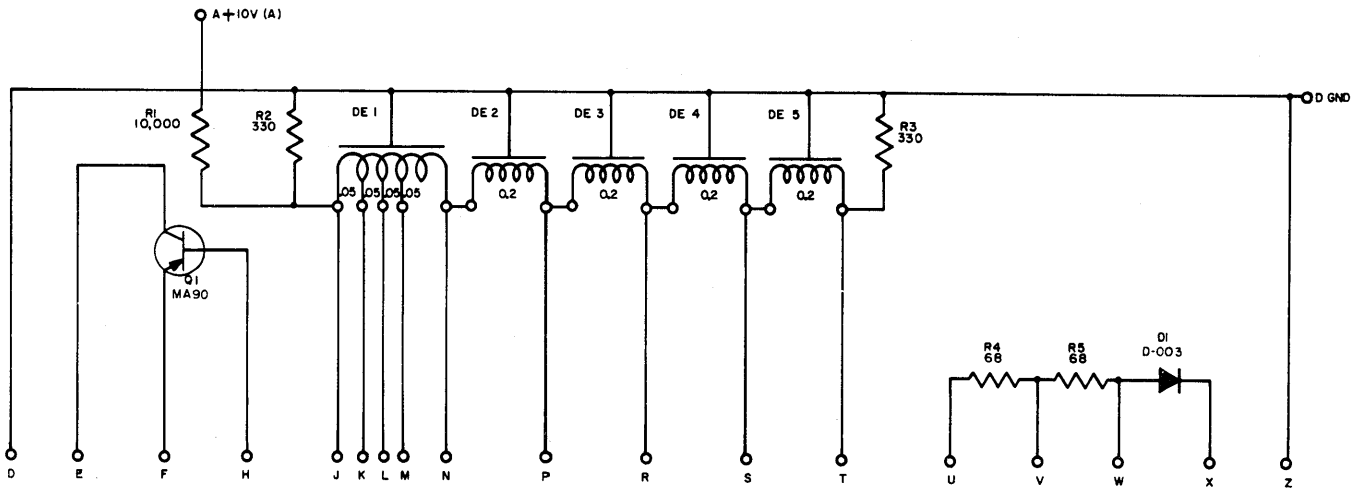 A +10V (A)
D GND
R1
10,000
R2
330
DE 1
DE 2
DE 3
DE 4
DE 5
R3
330
.05 .05 .05 .05
0.2
0.2
0.2
0.2
Q1
MA90
R4
68
R5
68
D1
D-003
D E F H J K L M N P R S T U V W X Z